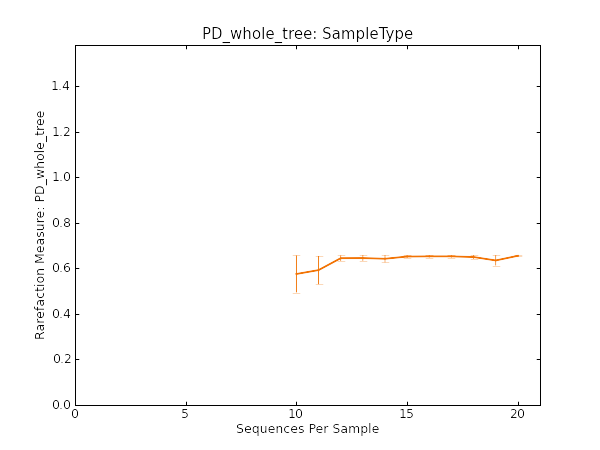 PD_whole_tree: SampleType
Rarefaction Measure: PD_whole_tree
1.4
1.2
1.0
0.8
0.6
0.4
0.2
0.0
0 5 10 15 20
Sequences Per Sample